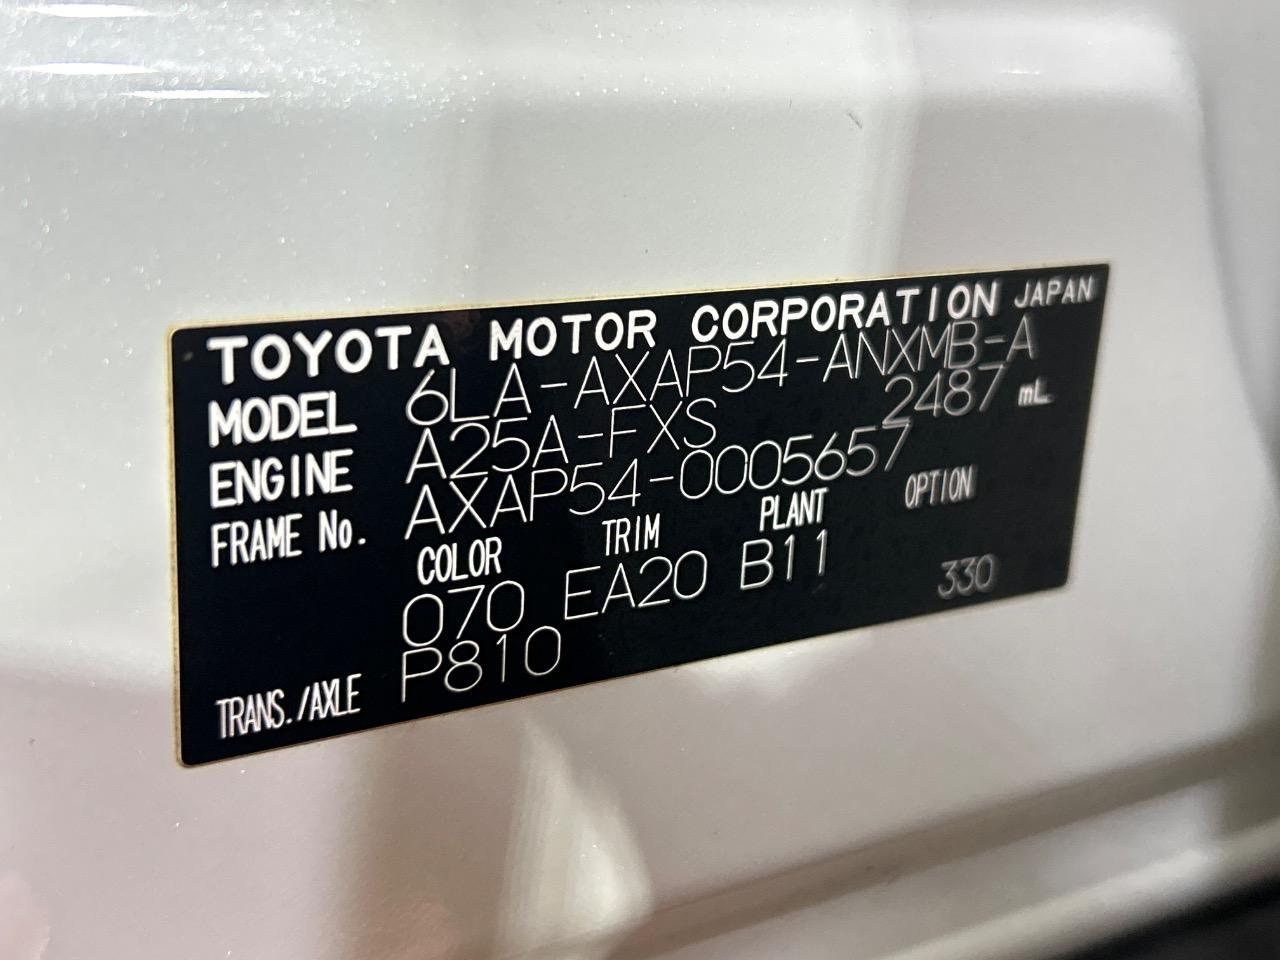 TOYOTA MOTOR CORPORATION JAPAN
MODEL 6LA-AXAP54-ANXMB-A
ENGINE A25A-FXS 2487 mL
FRAME No. AXAP54-0005657
COLOR TRIM PLANT OPTION
070 EA20 B11 330
TRANS./AXLE P810